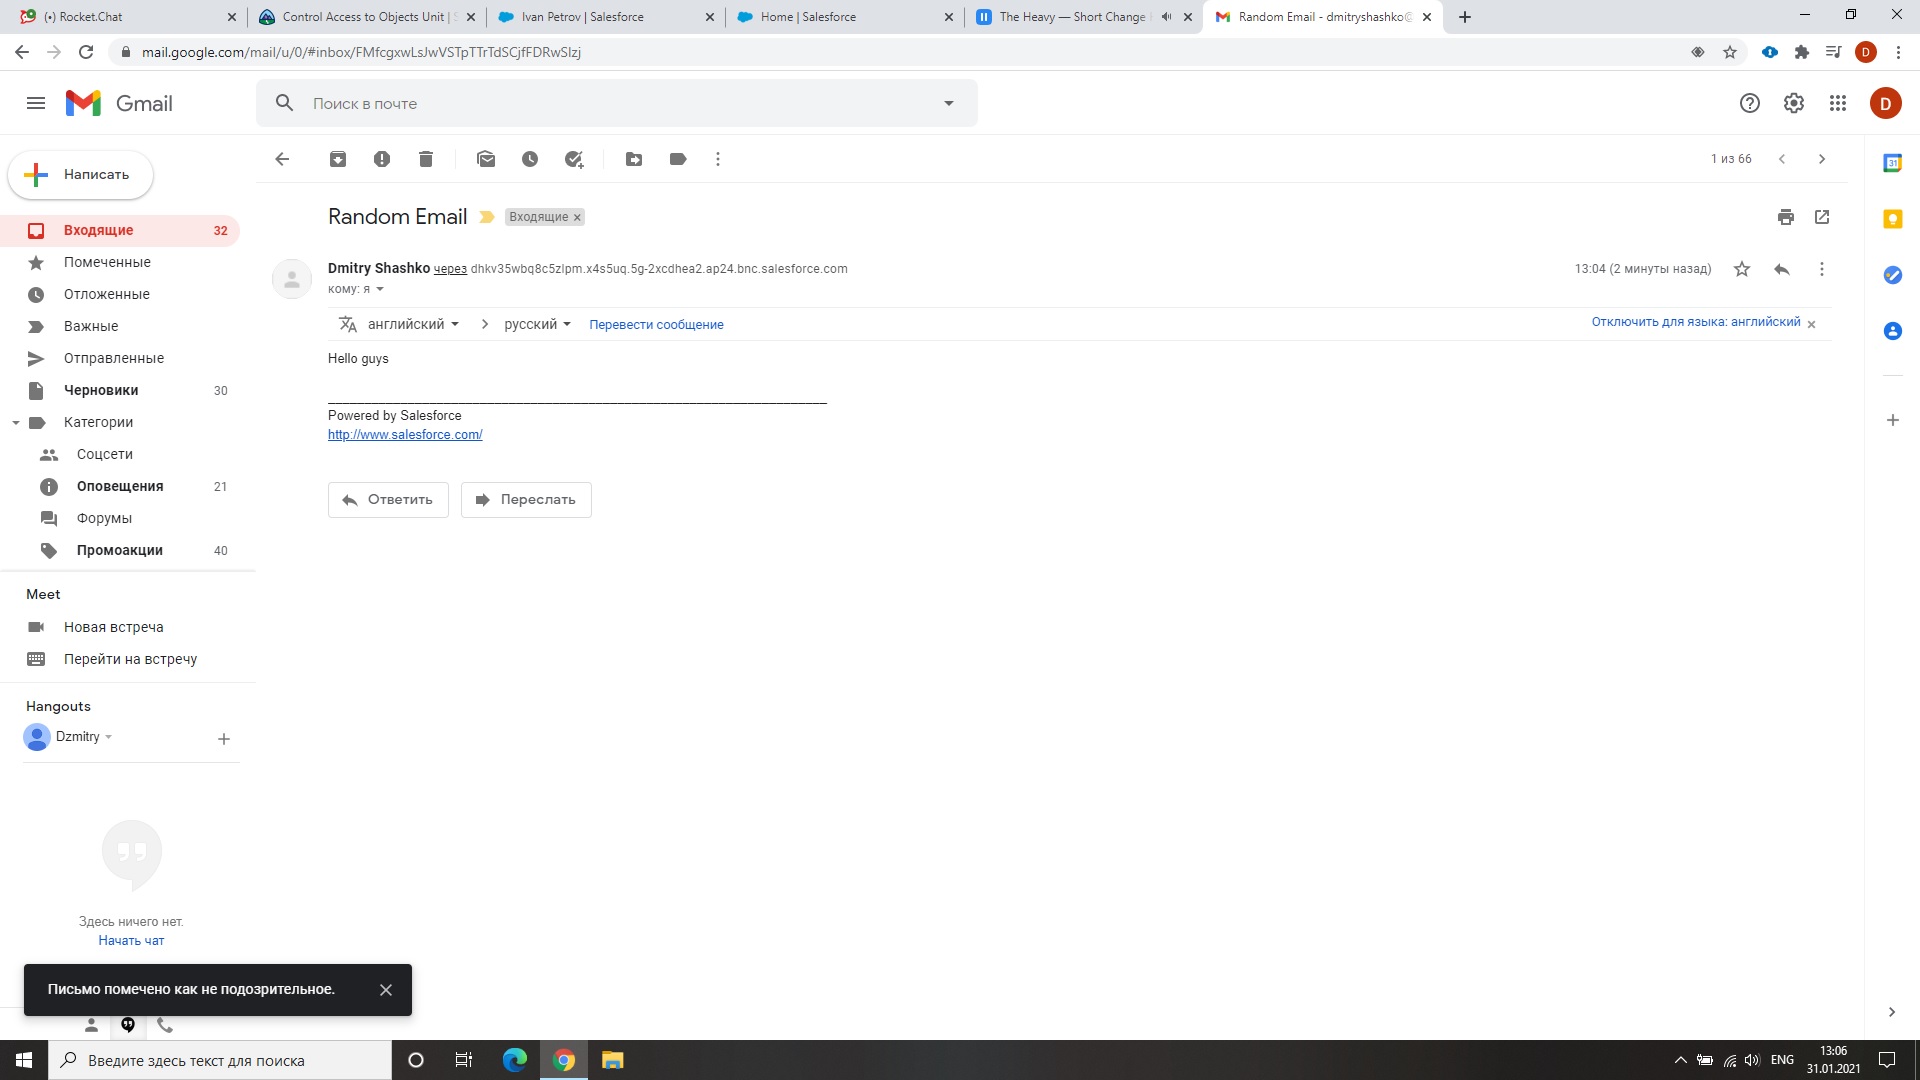 (•) Rocket.Chat
Control Access to Objects Unit | S
Ivan Petrov | Salesforce
Home | Salesforce
The Heavy — Short Change
Random Email - dmitryshashko@
mail.google.com/mail/u/0/#inbox/FMfcgxwLsJwVSTpTTrTdSCjfFDRwSlzj
D
Gmail
Поиск в почте
D
Написать
1 из 66
31
Random Email
Входящие ×
Входящие 32
Помеченные
Отложенные
Важные
Отправленные
Черновики 30
Категории
Соцсети
Оповещения 21
Форумы
Промоакции 40
Dmitry Shashko через dhkv35wbq8c5zlpm.x4s5uq.5g-2xcdhea2.ap24.bnc.salesforce.com
13:04 (2 минуты назад)
кому: я
английский
русский
Перевести сообщение
Отключить для языка: английский ×
Hello guys
Powered by Salesforce
http://www.salesforce.com/
Ответить
Переслать
Meet
Новая встреча
Перейти на встречу
Hangouts
Dzmitry
Здесь ничего нет.
Начать чат
Письмо помечено как не подозрительное.
Введите здесь текст для поиска
ENG
13:06
31.01.2021